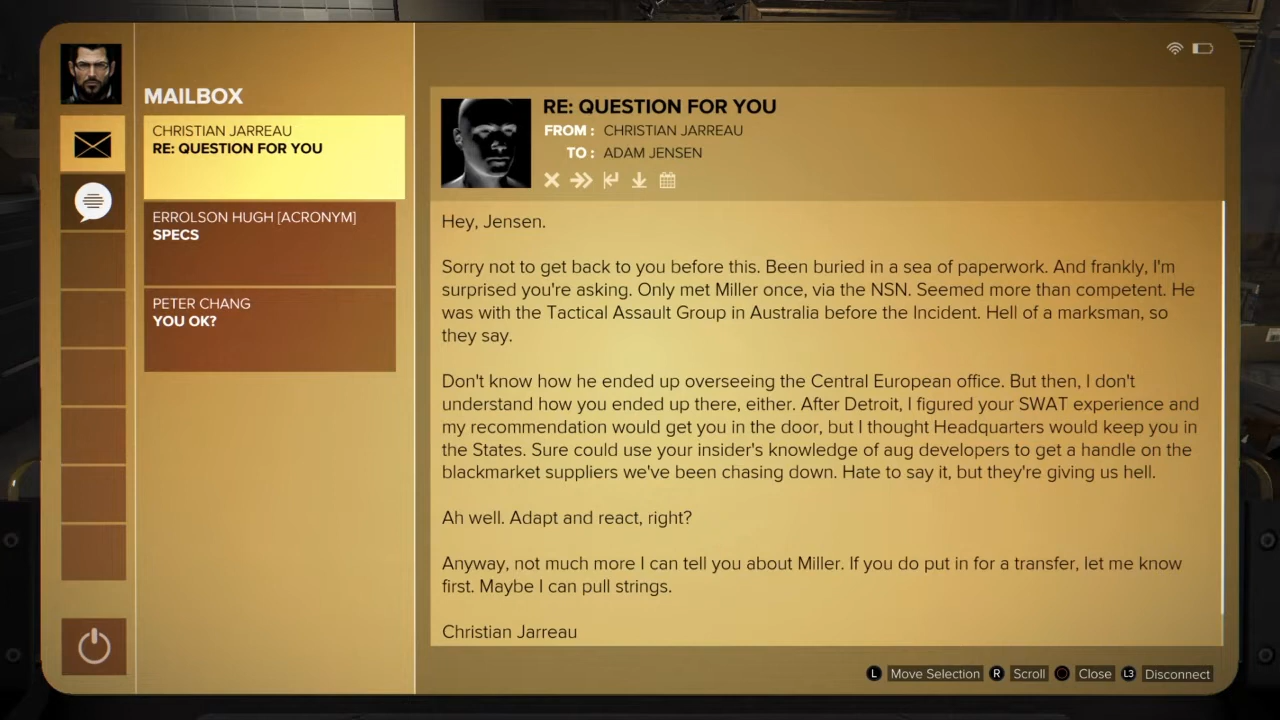 MAILBOX
CHRISTIAN JARREAU
RE: QUESTION FOR YOU
ERROLSON HUGH [ACRONYM]
SPECS
PETER CHANG
YOU OK?
RE: QUESTION FOR YOU
FROM : CHRISTIAN JARREAU
TO : ADAM JENSEN
Hey, Jensen.
Sorry not to get back to you before this. Been buried in a sea of paperwork. And frankly, I'm
surprised you're asking. Only met Miller once, via the NSN. Seemed more than competent. He
was with the Tactical Assault Group in Australia before the Incident. Hell of a marksman, so
they say.
Don't know how he ended up overseeing the Central European office. But then, I don't
understand how you ended up there, either. After Detroit, I figured your SWAT experience and
my recommendation would get you in the door, but I thought Headquarters would keep you in
the States. Sure could use your insider's knowledge of aug developers to get a handle on the
blackmarket suppliers we've been chasing down. Hate to say it, but they're giving us hell.
Ah well. Adapt and react, right?
Anyway, not much more I can tell you about Miller. If you do put in for a transfer, let me know
first. Maybe I can pull strings.
Christian Jarreau
L Move Selection R Scroll Close L3 Disconnect